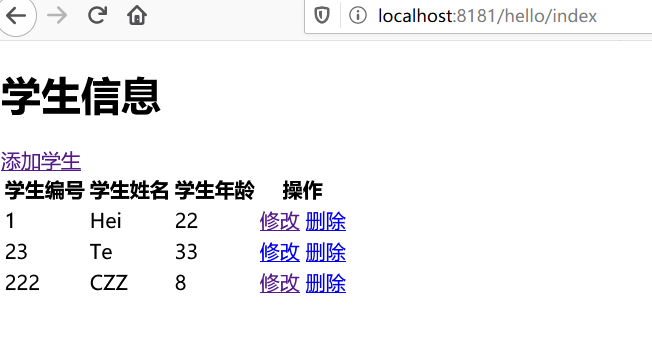 localhost:8181/hello/index
学生信息
添加学生
学生编号 学生姓名 学生年龄 操作
1 Hei 22 修改 删除
23 Te 33 修改 删除
222 CZZ 8 修改 删除